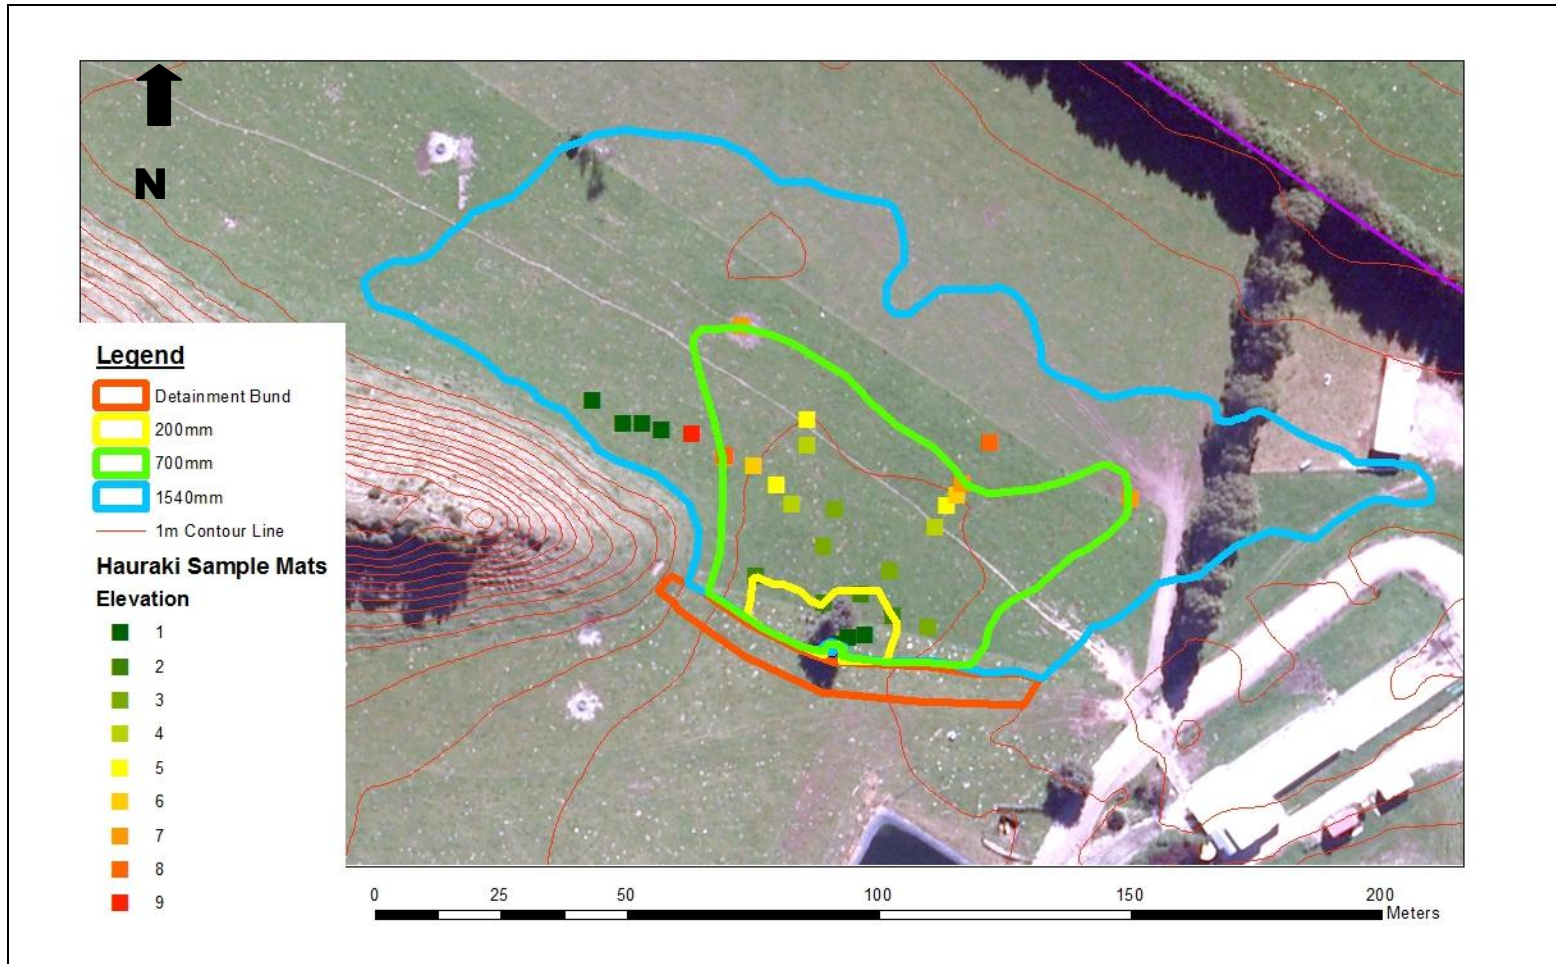 N
Legend
Detainment Bund
200mm
700mm
1540mm
1m Contour Line
Hauraki Sample Mats
Elevation
1
2
3
4
5
6
7
8
9
0 25 50 100 150 200
Meters